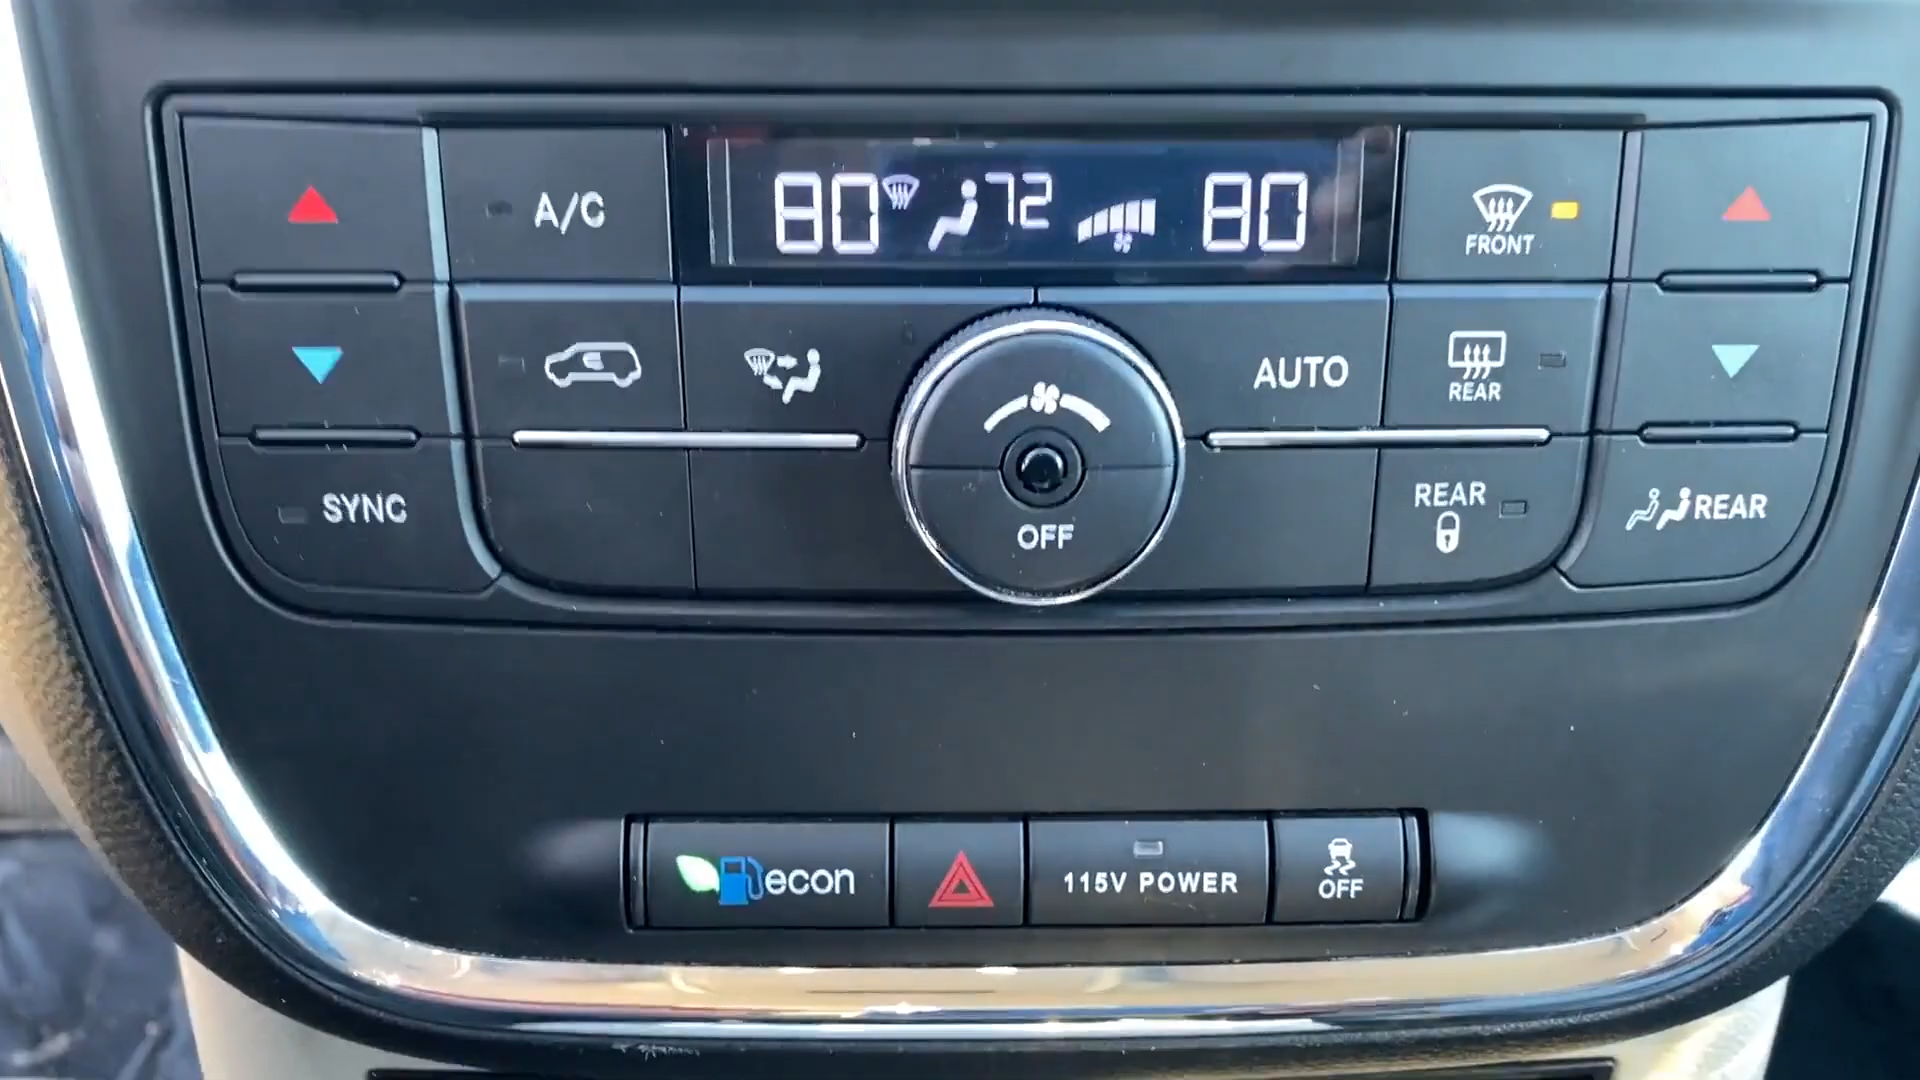 80 72 80
A/C
FRONT
AUTO
REAR
SYNC
OFF
REAR
REAR
econ
115V POWER
OFF